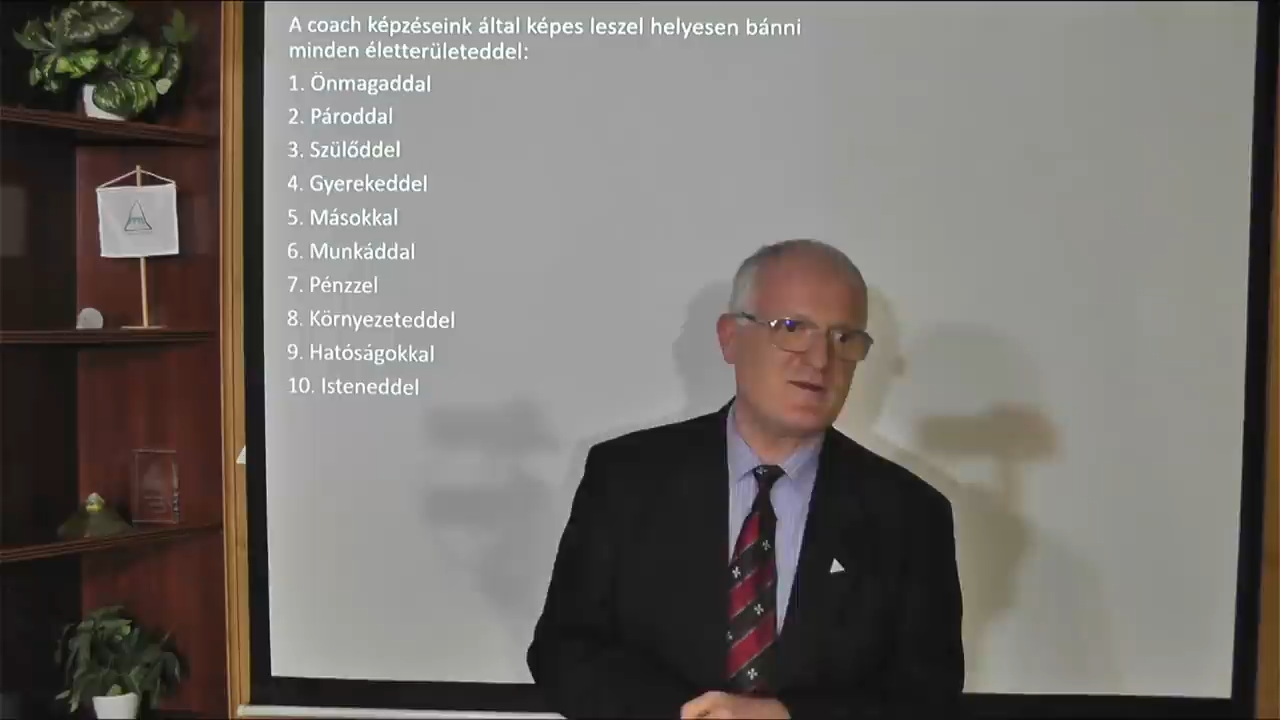 A coach képzéseink által képes leszel helyesen bánni
minden életterületeddel:
1. Önmagaddal
2. Pároddal
3. Szülőddel
4. Gyerekeddel
5. Másokkal
6. Munkáddal
7. Pénzzel
8. Környezeteddel
9. Hatóságokkal
10. Isteneddel